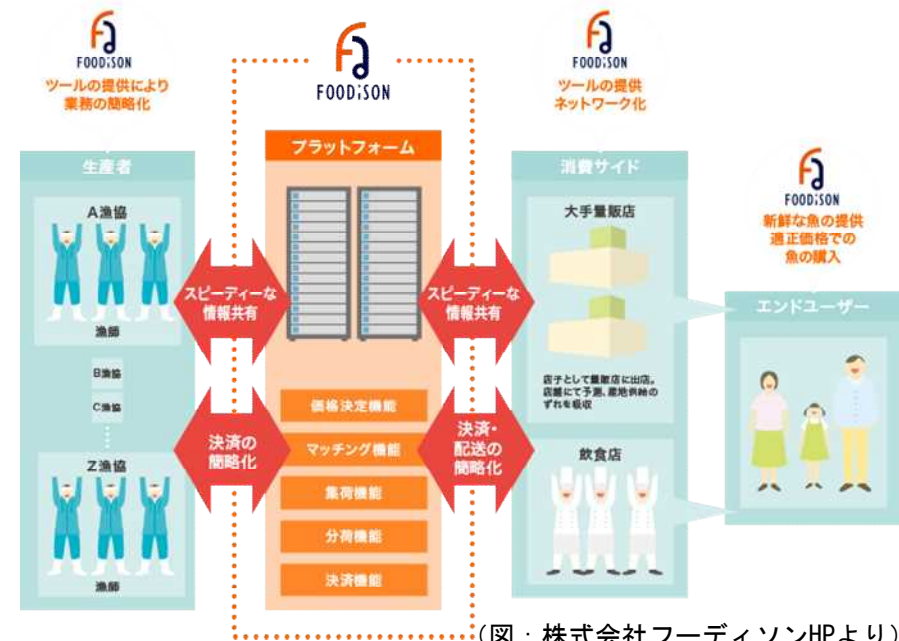 FOODiSON
ツールの提供により
業務の簡略化
生産者
A漁協
漁師
B漁協
C漁協
Z漁協
漁師
スピーディーな
情報共有
決済の
簡略化
FOODiSON
プラットフォーム
価格決定機能
マッチング機能
集荷機能
分荷機能
決済機能
スピーディーな
情報共有
決済・
配送の
簡略化
FOODiSON
ツールの提供
ネットワーク化
消費サイド
大手量販店
店子として量販店に出店。
店舗にて予測、産地供給の
ずれを吸収
飲食店
FOODiSON
新鮮な魚の提供
適正価格での
魚の購入
エンドユーザー
(図・株式会社フーディソンHPより)